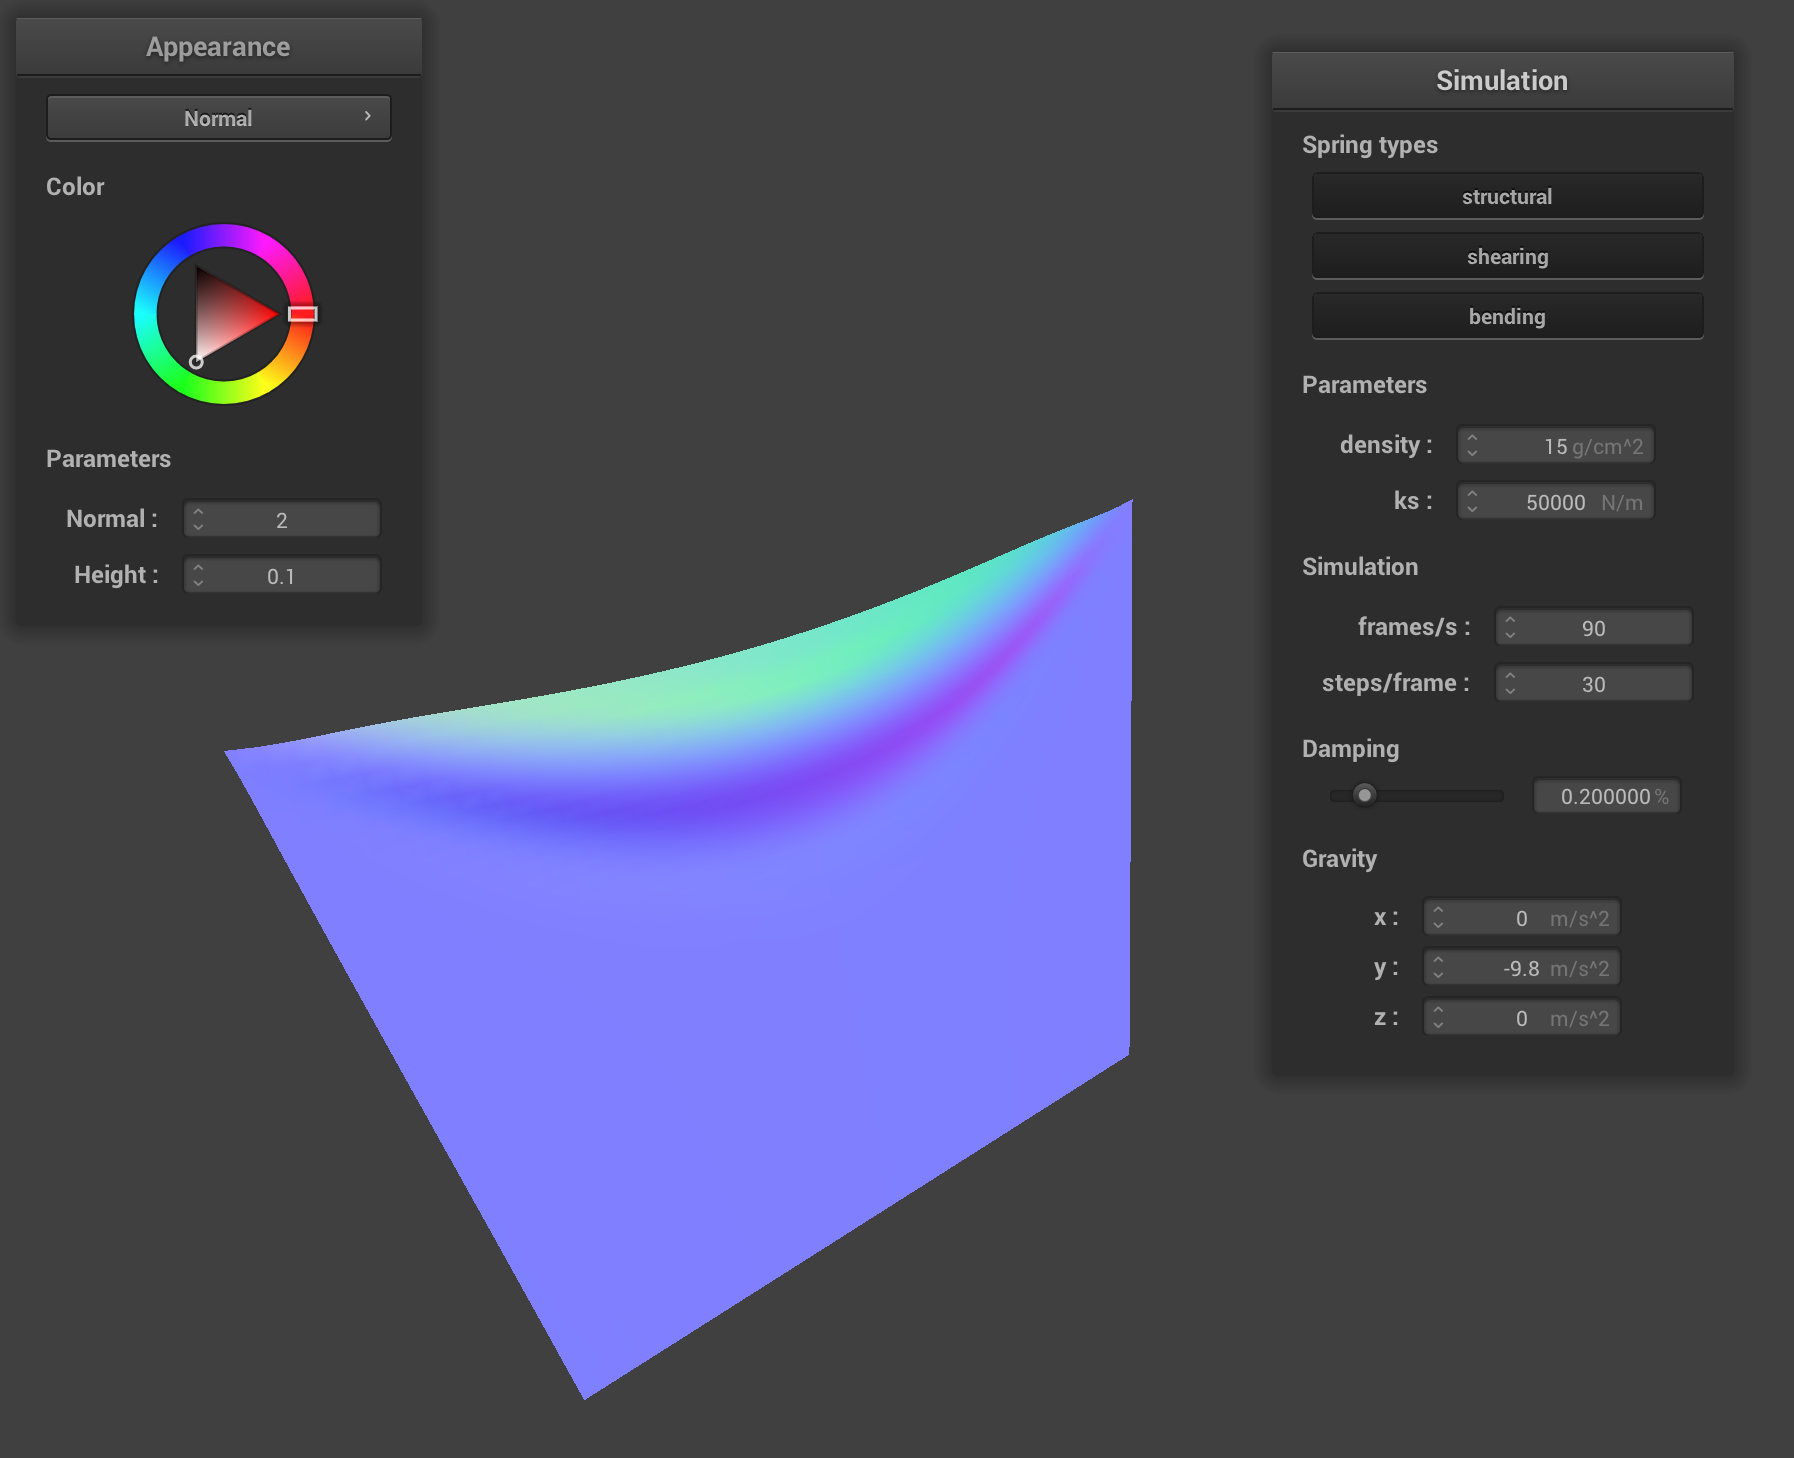 Appearance
Normal
Color
Parameters
Normal : 2
Height : 0.1
Simulation
Spring types
structural
shearing
bending
Parameters
density : 15 g/cm^2
ks : 50000 N/m
Simulation
frames/s : 90
steps/frame : 30
Damping
0.200000 %
Gravity
x : 0 m/s^2
y : -9.8 m/s^2
z : 0 m/s^2